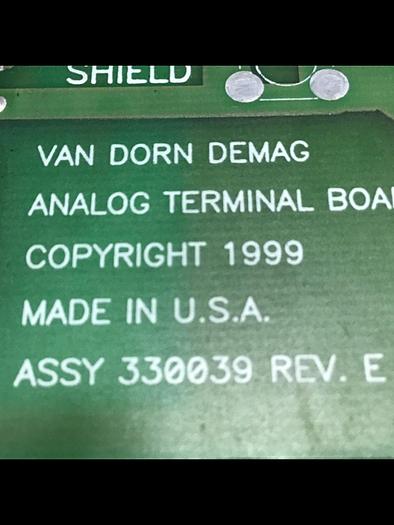 SHIELD
VAN DORN DEMAG
ANALOG TERMINAL
COPYRIGHT 1999
MADE IN U.S.A.
ASSY 330039 REV. E